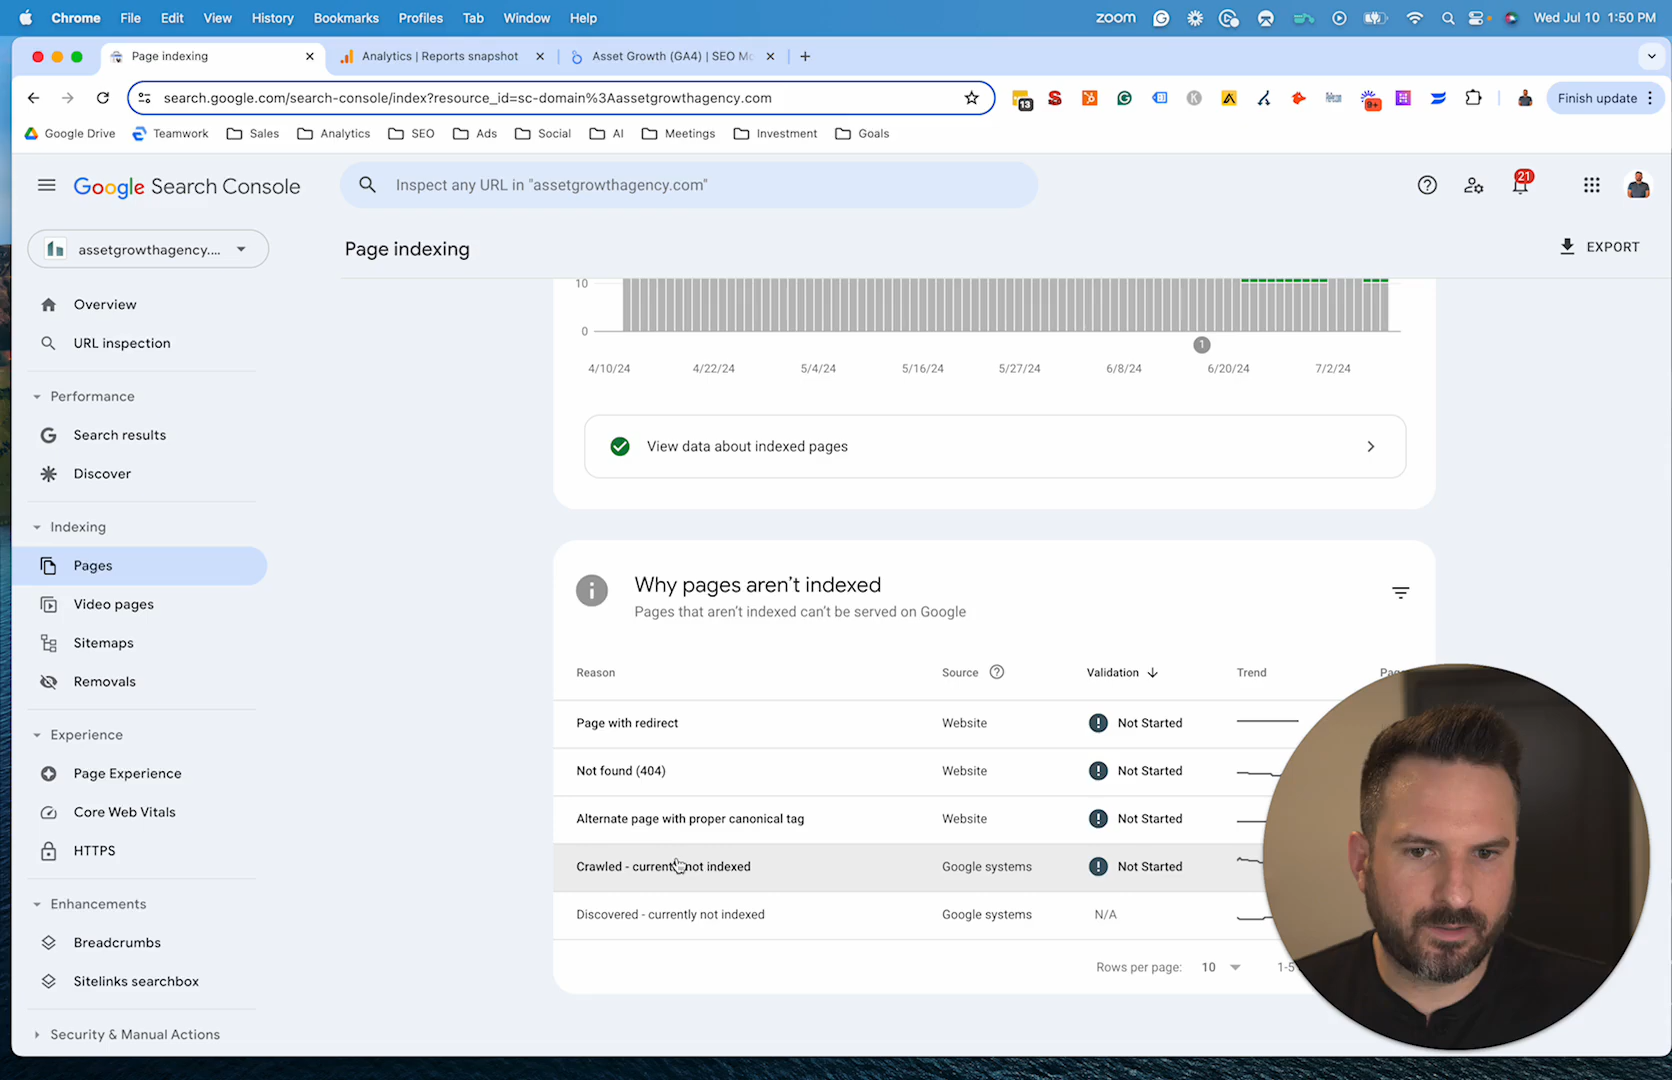 Chrome File Edit View History Bookmarks Profiles Tab Window Help zoom Wed Jul 10 1:50 PM
Page indexing Analytics | Reports snapshot Asset Growth (GA4) | SEO Mo
search.google.com/search-console/index?resource_id=sc-domain%3Aassetgrowthagency.com 13 9+ Finish update
Google Drive Teamwork Sales Analytics SEO Ads Social AI Meetings Investment Goals
Google Search Console Inspect any URL in "assetgrowthagency.com" 21
assetgrowthagency.... Page indexing EXPORT
Overview
URL inspection
Performance
Search results
Discover
Indexing
Pages
Video pages
Sitemaps
Removals
Experience
Page Experience
Core Web Vitals
HTTPS
Enhancements
Breadcrumbs
Sitelinks searchbox
Security & Manual Actions
10
0
1
4/10/24 4/22/24 5/4/24 5/16/24 5/27/24 6/8/24 6/20/24 7/2/24
View data about indexed pages
Why pages aren't indexed
Pages that aren't indexed can't be served on Google
Reason Source Validation Trend
Page with redirect Website Not Started
Not found (404) Website Not Started
Alternate page with proper canonical tag Website Not Started
Crawled - currently not indexed Google systems Not Started
Discovered - currently not indexed Google systems N/A
Rows per page: 10 1-5